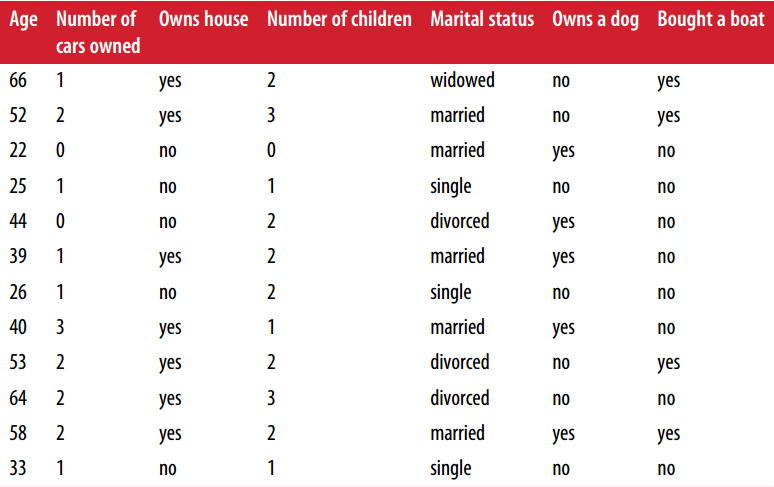 Age Number of cars owned Owns house Number of children Marital status Owns a dog Bought a boat
66 1 yes 2 widowed no yes
52 2 yes 3 married no yes
22 0 no 0 married yes no
25 1 no 1 single no no
44 0 no 2 divorced yes no
39 1 yes 2 married yes no
26 1 no 2 single no no
40 3 yes 1 married yes no
53 2 yes 2 divorced no yes
64 2 yes 3 divorced no no
58 2 yes 2 married yes yes
33 1 no 1 single no no